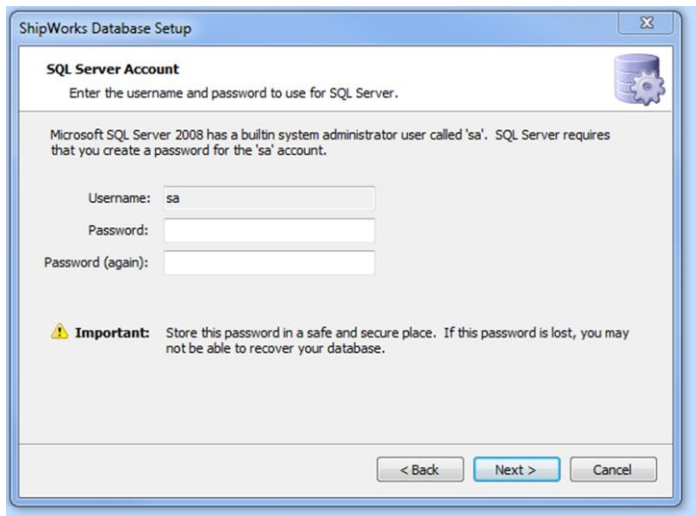 ShipWorks Database Setup
SQL Server Account
Enter the username and password to use for SQL Server.
Microsoft SQL Server 2008 has a builtin system administrator user called 'sa'.  SQL Server requires
that you create a password for the 'sa' account.
Username: sa
Password:
Password (again):
Important: Store this password in a safe and secure place.  If this password is lost, you may
not be able to recover your database.
< Back Next > Cancel